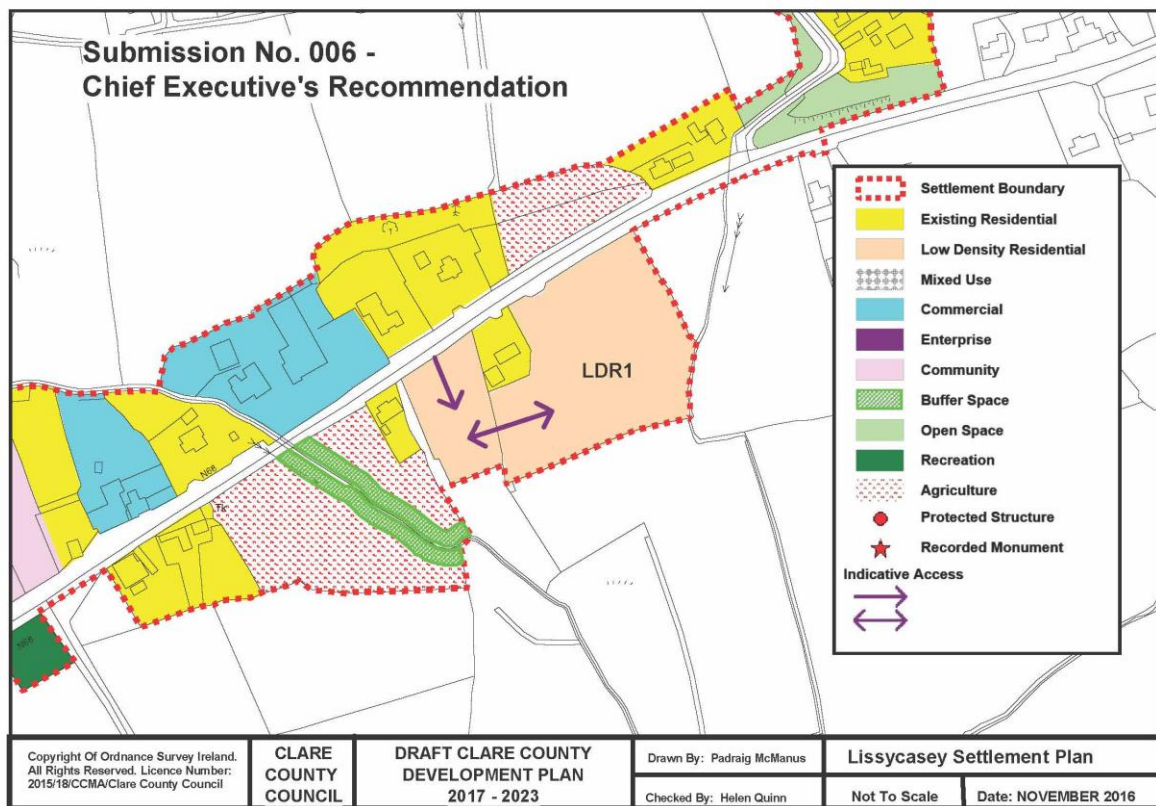 Submission No. 006 -
Chief Executive's Recommendation
LDR1
N68
Tk
N68
Settlement Boundary
Existing Residential
Low Density Residential
Mixed Use
Commercial
Enterprise
Community
Buffer Space
Open Space
Recreation
Agriculture
Protected Structure
Recorded Monument
Indicative Access
Copyright Of Ordnance Survey Ireland.
All Rights Reserved. Licence Number:
2015/18/CCMA/Clare County Council
CLARE
COUNTY
COUNCIL
DRAFT CLARE COUNTY
DEVELOPMENT PLAN
2017 - 2023
Drawn By: Padraig McManus
Checked By: Helen Quinn
Lissycasey Settlement Plan
Not To Scale
Date: NOVEMBER 2016